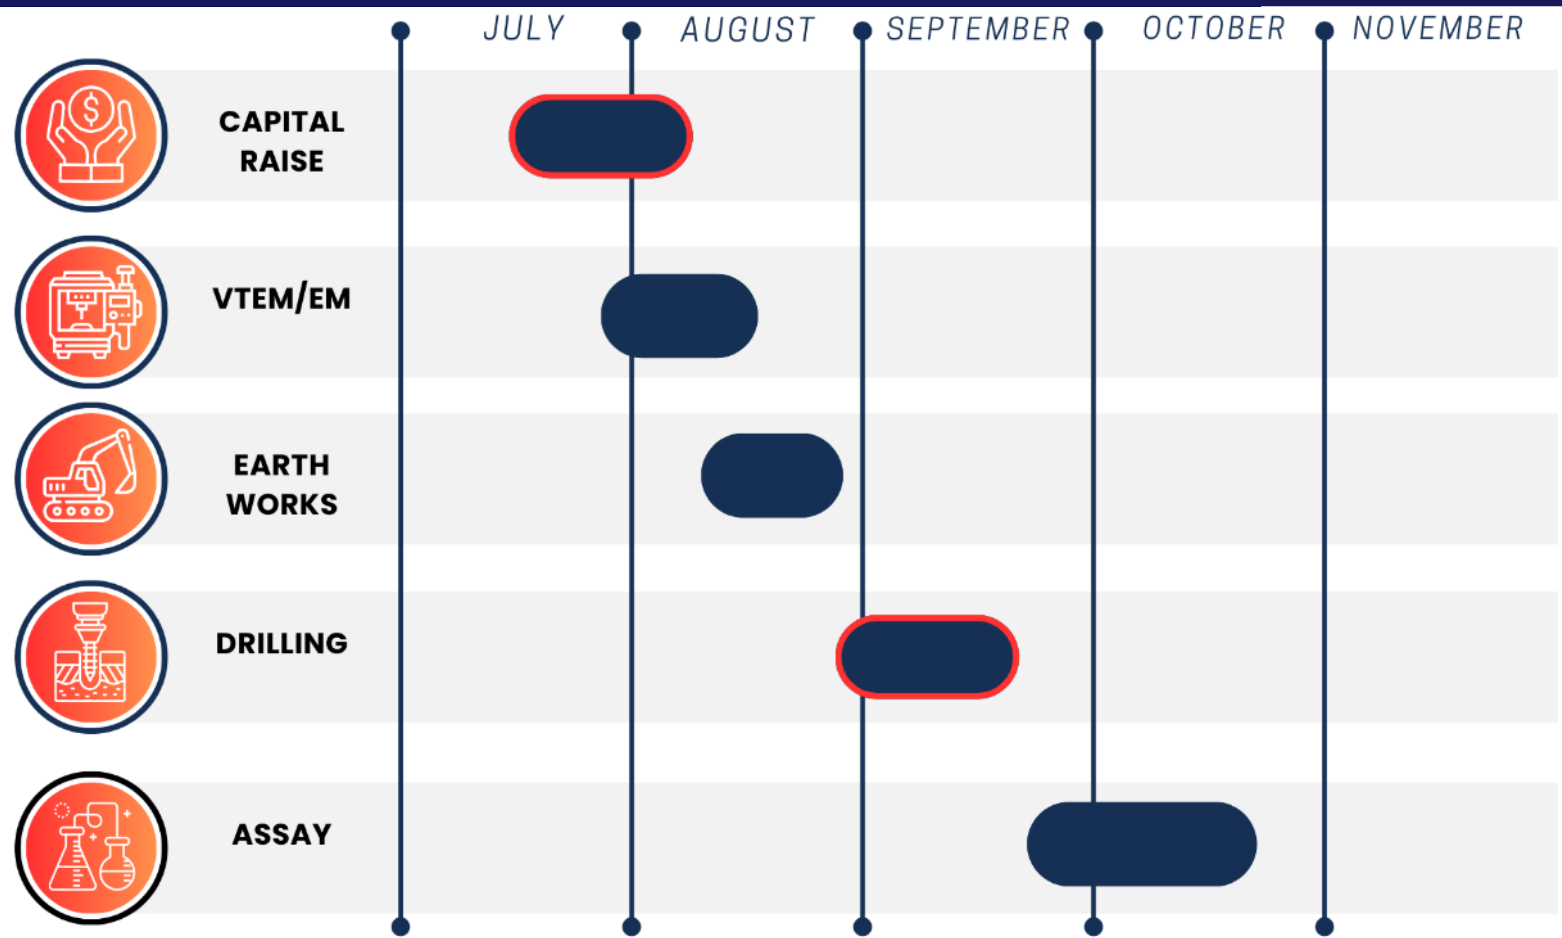 JULY
AUGUST
SEPTEMBER
OCTOBER
NOVEMBER
$
CAPITAL
RAISE
VTEM/EM
EARTH
WORKS
DRILLING
ASSAY